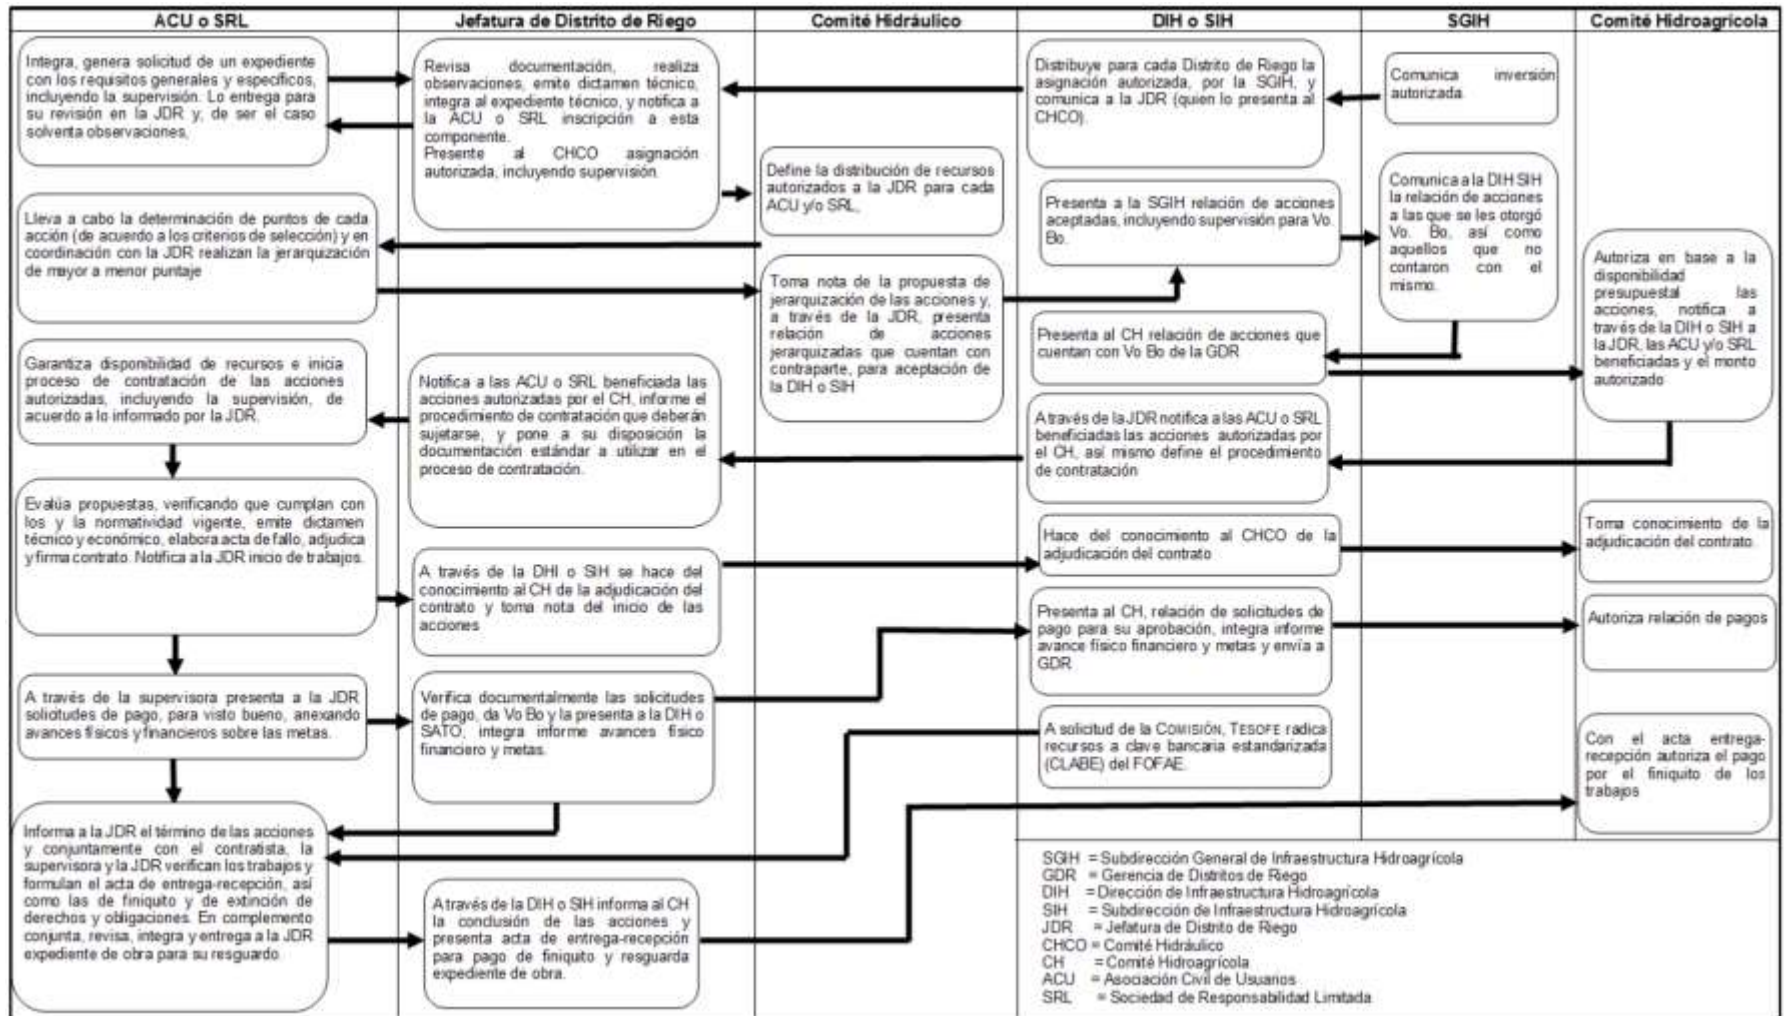 ACU o SRL
Jefatura de Distrito de Riego
Comité Hidráulico
DIH o SIH
SGIH
Comité Hidroagrícola
Integra, genera solicitud de un expediente
con los requisitos generales y específicos,
incluyendo la supervisión. Lo entrega para
su revisión en la JDR y, de ser el caso
solventa observaciones,
Revisa documentación, realiza
observaciones, emite dictamen técnico,
integra al expediente técnico, y notifica a
la ACU o SRL inscripción a esta
componente.
Presente al CHCO asignación
autorizada, incluyendo supervisión.
Distribuye para cada Distrito de Riego la
asignación autorizada, por la SGIH, y
comunica a la JDR (quien lo presenta al
CHCO).
Comunica inversión
autorizada.
Define la distribución de recursos
autorizados a la JDR para cada
ACU y/o SRL,
Presenta a la SGIH relación de acciones
aceptadas, incluyendo supervisión para Vo.
Bo.
Comunica a la DIH SIH
la relación de acciones
a las que se les otorgó
Vo. Bo, así como
aquellos que no
contaron con el
mismo.
Lleva a cabo la determinación de puntos de cada
acción (de acuerdo a los criterios de selección) y en
coordinación con la JDR realizan la jerarquización
de mayor a menor puntaje
Toma nota de la propuesta de
jerarquización de las acciones y,
a través de la JDR, presenta
relación de acciones
jerarquizadas que cuentan con
contraparte, para aceptación de
la DIH o SIH
Presenta al CH relación de acciones que
cuentan con Vo Bo de la GDR
Autoriza en base a la
disponibilidad
presupuestal las
acciones, notifica a
través de la DIH o SIH a
la JDR, las ACU y/o SRL
beneficiadas y el monto
autorizado
Garantiza disponibilidad de recursos e inicia
proceso de contratación de las acciones
autorizadas, incluyendo la supervisión, de
acuerdo a lo informado por la JDR.
Notifica a las ACU o SRL beneficiada las
acciones autorizadas por el CH, informe el
procedimiento de contratación que deberán
sujetarse, y pone a su disposición la
documentación estándar a utilizar en el
proceso de contratación.
A través de la JDR notifica a las ACU o SRL
beneficiadas las acciones autorizadas por
el CH, así mismo define el procedimiento
de contratación
Evalúa propuestas, verificando que cumplan con
los y la normatividad vigente, emite dictamen
técnico y económico, elabora acta de fallo, adjudica
y firma contrato. Notifica a la JDR inicio de trabajos.
A través de la DHI o SIH se hace del
conocimiento al CH de la adjudicación del
contrato y toma nota del inicio de las
acciones
Hace del conocimiento al CHCO de la
adjudicación del contrato
Toma conocimiento de la
adjudicación del contrato.
Presenta al CH, relación de solicitudes de
pago para su aprobación, integra informe
avance físico financiero y metas y envía a
GDR
Autoriza relación de pagos
A través de la supervisora presenta a la JDR
solicitudes de pago, para visto bueno, anexando
avances físicos y financieros sobre las metas.
Verifica documentalmente las solicitudes
de pago, da Vo Bo y la presenta a la DIH o
SATO, integra informe avances físico
financiero y metas.
A solicitud de la COMISIÓN, TESOFE radica
recursos a clave bancaria estandarizada
(CLABE) del FOFAE.
Con el acta entrega-
recepción autoriza el pago
por el finiquito de los
trabajos
Informa a la JDR el término de las acciones
y conjuntamente con el contratista, la
supervisora y la JDR verifican los trabajos y
formulan el acta de entrega-recepción, así
como las de finiquito y de extinción de
derechos y obligaciones. En complemento
conjunta, revisa, integra y entrega a la JDR
expediente de obra para su resguardo.
A través de la DIH o SIH informa al CH
la conclusión de las acciones y
presenta acta de entrega-recepción
para pago de finiquito y resguarda
expediente de obra.
SGIH = Subdirección General de Infraestructura Hidroagrícola
GDR = Gerencia de Distritos de Riego
DIH = Dirección de Infraestructura Hidroagrícola
SIH = Subdirección de Infraestructura Hidroagrícola
JDR = Jefatura de Distrito de Riego
CHCO = Comité Hidráulico
CH = Comité Hidroagrícola
ACU = Asociación Civil de Usuarios
SRL = Sociedad de Responsabilidad Limitada